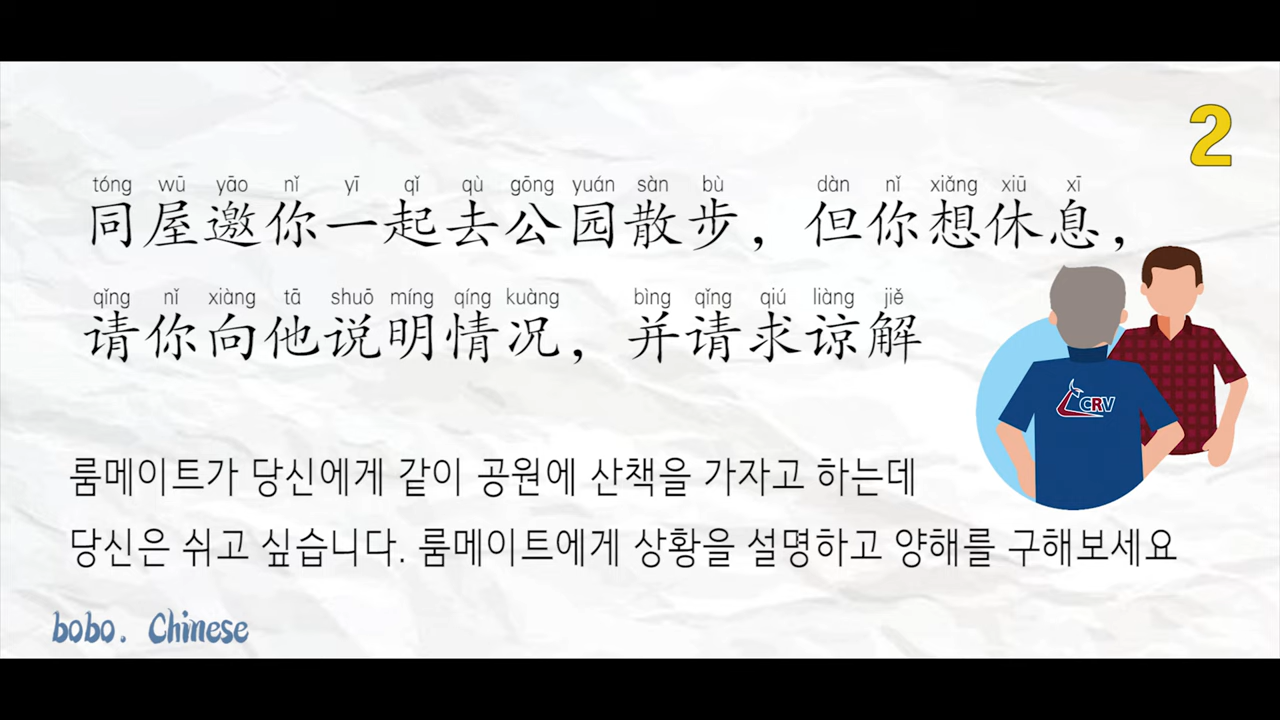 2
tóng wū yāo nǐ yī qǐ qù gōng yuán sàn bù dàn nǐ xiǎng xiū xī
同屋邀你一起去公园散步，但你想休息，
qǐng nǐ xiàng tā shuō míng qíng kuàng bìng qǐng qiú liàng jiě
请你向他说明情况，并请求谅解
CRV
룸메이트가 당신에게 같이 공원에 산책을 가자고 하는데
당신은 쉬고 싶습니다. 룸메이트에게 상황을 설명하고 양해를 구해보세요
bobo. Chinese